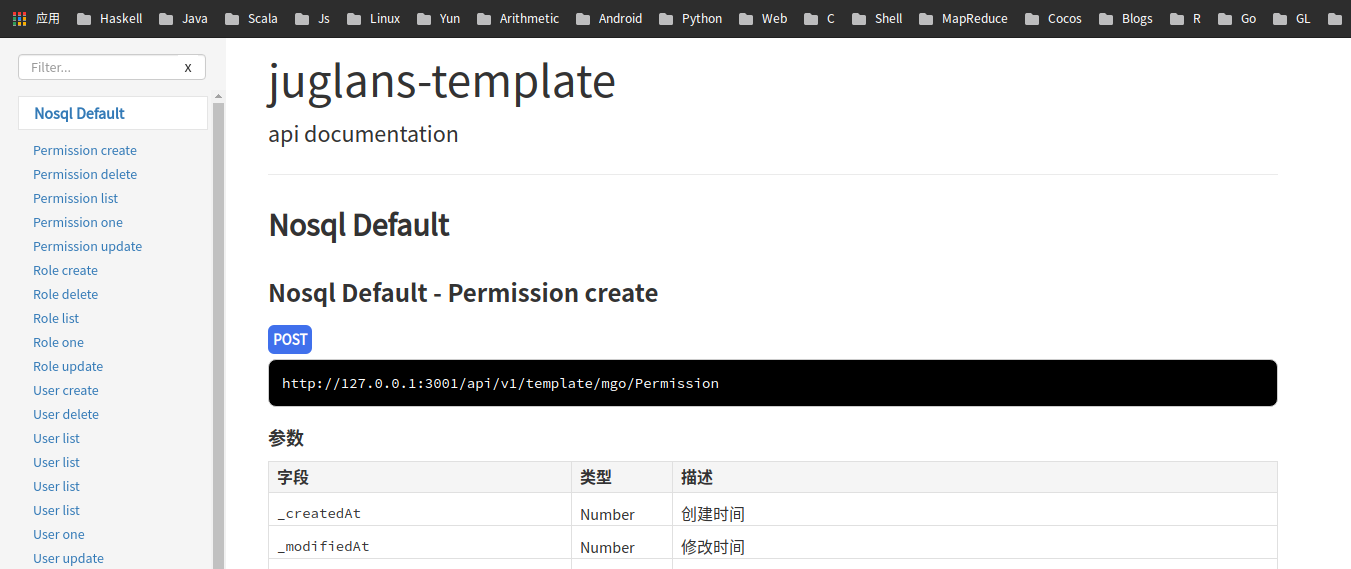 应用 Haskell Java Scala Js Linux Yun Arithmetic Android Python Web C Shell MapReduce Cocos Blogs R Go GL
Filter... X
Nosql Default
Permission create
Permission delete
Permission list
Permission one
Permission update
Role create
Role delete
Role list
Role one
Role update
User create
User delete
User list
User list
User list
User list
User one
User update
juglans-template
api documentation
Nosql Default
Nosql Default - Permission create
POST
http://127.0.0.1:3001/api/v1/template/mgo/Permission
参数
字段 类型 描述
_createdAt Number 创建时间
_modifiedAt Number 修改时间